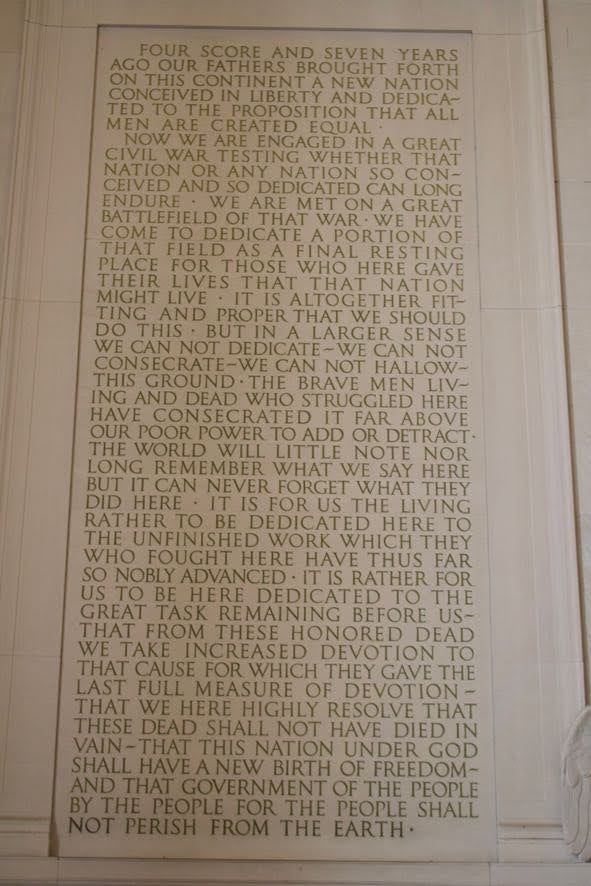 FOUR SCORE AND SEVEN YEARS
AGO OUR FATHERS BROUGHT FORTH
ON THIS CONTINENT A NEW NATION
CONCEIVED IN LIBERTY AND DEDICA~
TED TO THE PROPOSITION THAT ALL
MEN ARE CREATED EQUAL ·
NOW WE ARE ENGAGED IN A GREAT
CIVIL WAR TESTING WHETHER THAT
NATION OR ANY NATION SO CON~
CEIVED AND SO DEDICATED CAN LONG
ENDURE · WE ARE MET ON A GREAT
BATTLEFIELD OF THAT WAR · WE HAVE
COME TO DEDICATE A PORTION OF
THAT FIELD AS A FINAL RESTING
PLACE FOR THOSE WHO HERE GAVE
THEIR LIVES THAT THAT NATION
MIGHT LIVE · IT IS ALTOGETHER FIT~
TING AND PROPER THAT WE SHOULD
DO THIS · BUT IN A LARGER SENSE
WE CAN NOT DEDICATE~WE CAN NOT
CONSECRATE~WE CAN NOT HALLOW~
THIS GROUND · THE BRAVE MEN LIV~
ING AND DEAD WHO STRUGGLED HERE
HAVE CONSECRATED IT FAR ABOVE
OUR POOR POWER TO ADD OR DETRACT ·
THE WORLD WILL LITTLE NOTE NOR
LONG REMEMBER WHAT WE SAY HERE
BUT IT CAN NEVER FORGET WHAT THEY
DID HERE · IT IS FOR US THE LIVING
RATHER TO BE DEDICATED HERE TO
THE UNFINISHED WORK WHICH THEY
WHO FOUGHT HERE HAVE THUS FAR
SO NOBLY ADVANCED · IT IS RATHER FOR
US TO BE HERE DEDICATED TO THE
GREAT TASK REMAINING BEFORE US~
THAT FROM THESE HONORED DEAD
WE TAKE INCREASED DEVOTION TO
THAT CAUSE FOR WHICH THEY GAVE THE
LAST FULL MEASURE OF DEVOTION~
THAT WE HERE HIGHLY RESOLVE THAT
THESE DEAD SHALL NOT HAVE DIED IN
VAIN~THAT THIS NATION UNDER GOD
SHALL HAVE A NEW BIRTH OF FREEDOM~
AND THAT GOVERNMENT OF THE PEOPLE
BY THE PEOPLE FOR THE PEOPLE SHALL
NOT PERISH FROM THE EARTH ·